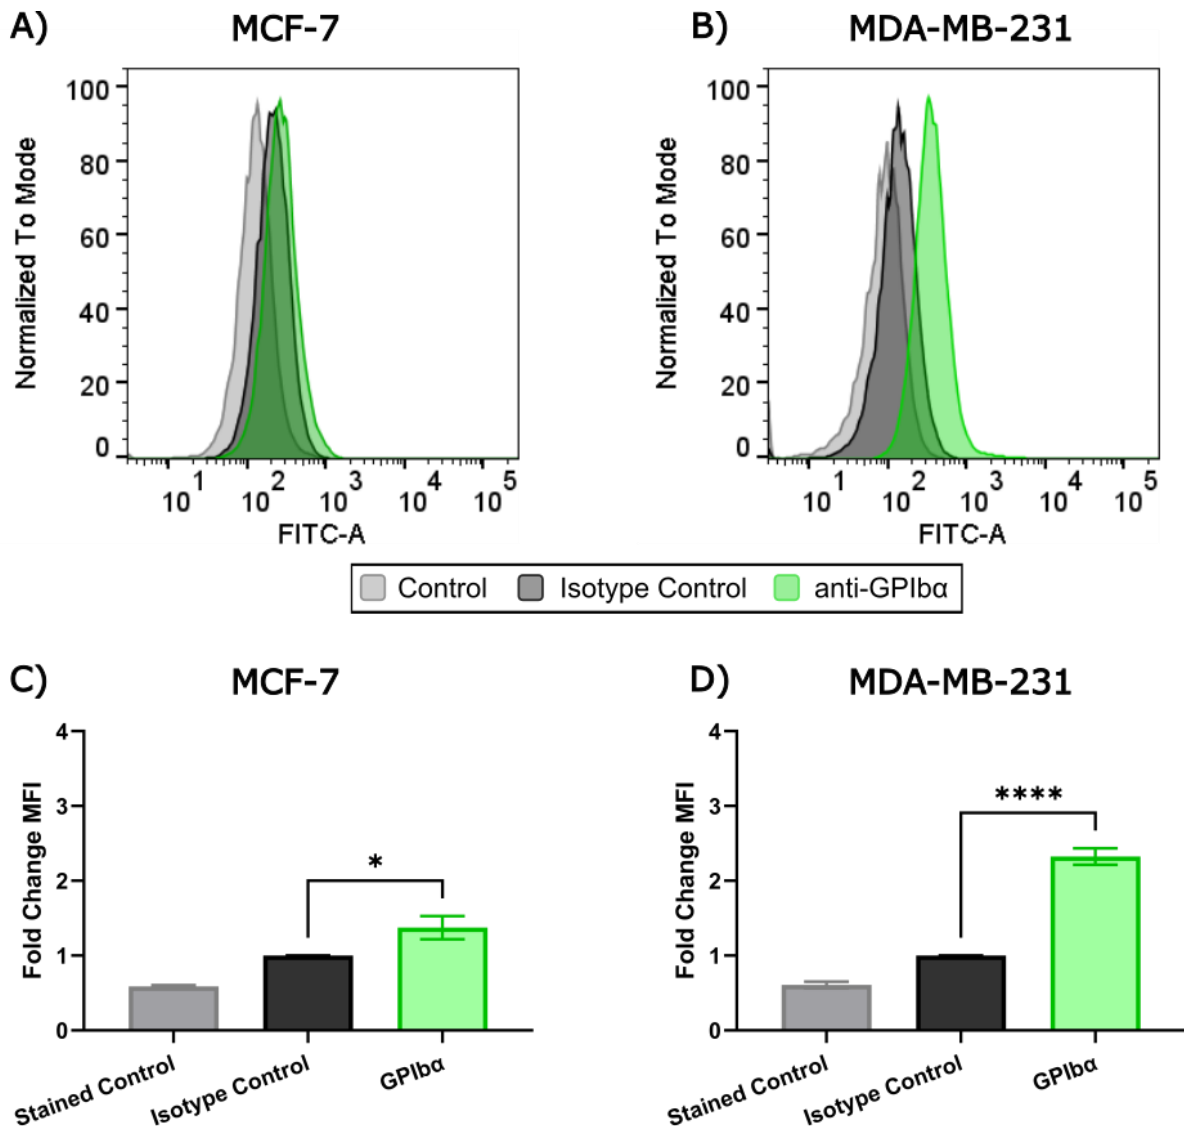 A) MCF-7
B) MDA-MB-231
Normalized To Mode
100
80
60
40
20
0
10^1 10^2 10^3 10^4 10^5
FITC-A
Normalized To Mode
100
80
60
40
20
0
10^1 10^2 10^3 10^4 10^5
FITC-A
Control Isotype Control anti-GPIbα
C) MCF-7
D) MDA-MB-231
Fold Change MFI
4
3
2
1
0
*
Stained Control Isotype Control GPIbα
Fold Change MFI
4
3
2
1
0
****
Stained Control Isotype Control GPIbα